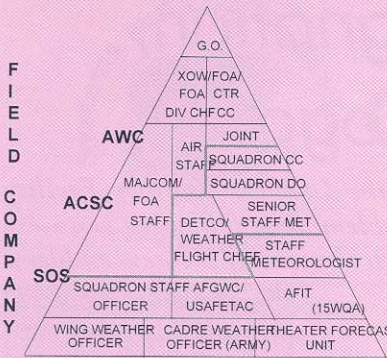 G.O.
XOW/FOA/
FOA CTR
DIV CHF CC
AWC
JOINT
AIR
STAFF
SQUADRON CC
SQUADRON DO
MAJCOM/
FOA
STAFF
ACSC
SENIOR
STAFF MET
DETCO/
WEATHER
FLIGHT CHIEF
STAFF
METEOROLOGIST
SOS
SQUADRON STAFF AFGWC/
OFFICER USAFETAC
AFIT
(15WQA)
WING WEATHER
OFFICER
CADRE WEATHER
OFFICER (ARMY)
THEATER FORECAS
UNIT
FIELD
COMPANY